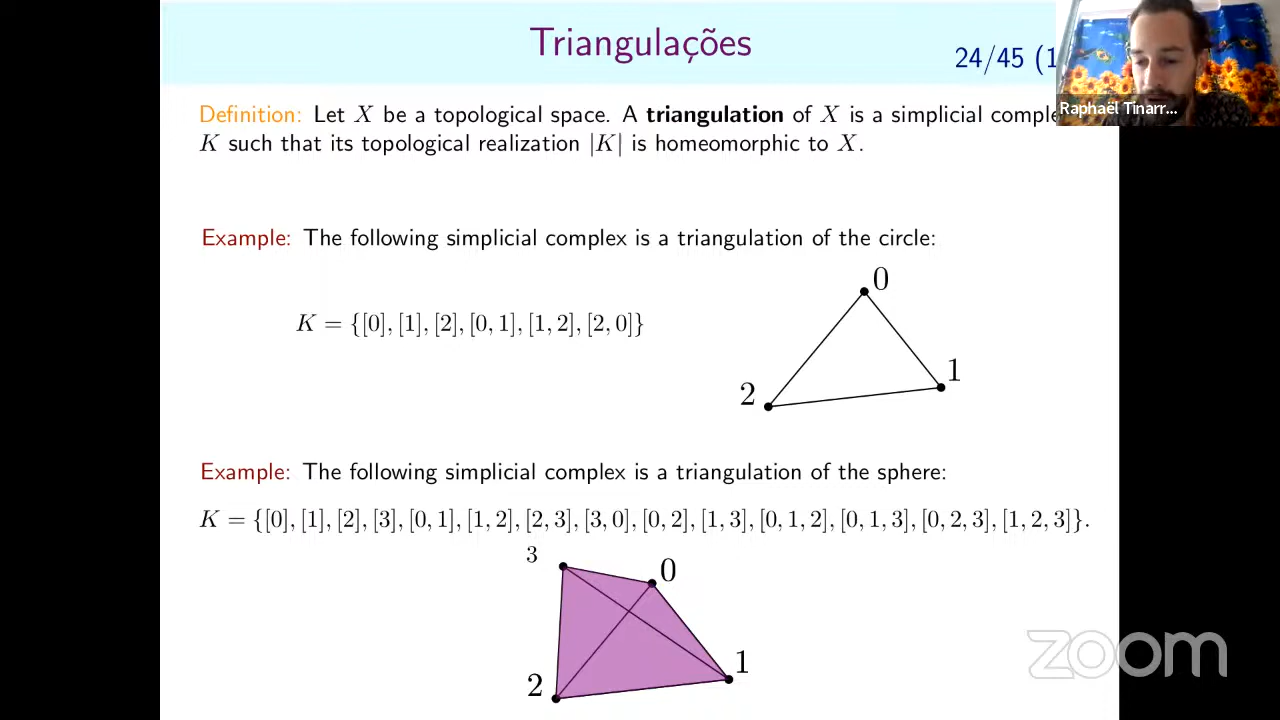 Triangulações
24/45 (1
Raphaël Tinarr...
Definition: Let X be a topological space. A triangulation of X is a simplicial comple
K such that its topological realization |K| is homeomorphic to X.
Example: The following simplicial complex is a triangulation of the circle:
K = {[0], [1], [2], [0, 1], [1, 2], [2, 0]}
0
1
2
Example: The following simplicial complex is a triangulation of the sphere:
K = {[0], [1], [2], [3], [0, 1], [1, 2], [2, 3], [3, 0], [0, 2], [1, 3], [0, 1, 2], [0, 1, 3], [0, 2, 3], [1, 2, 3]}.
3
0
1
2
zoom